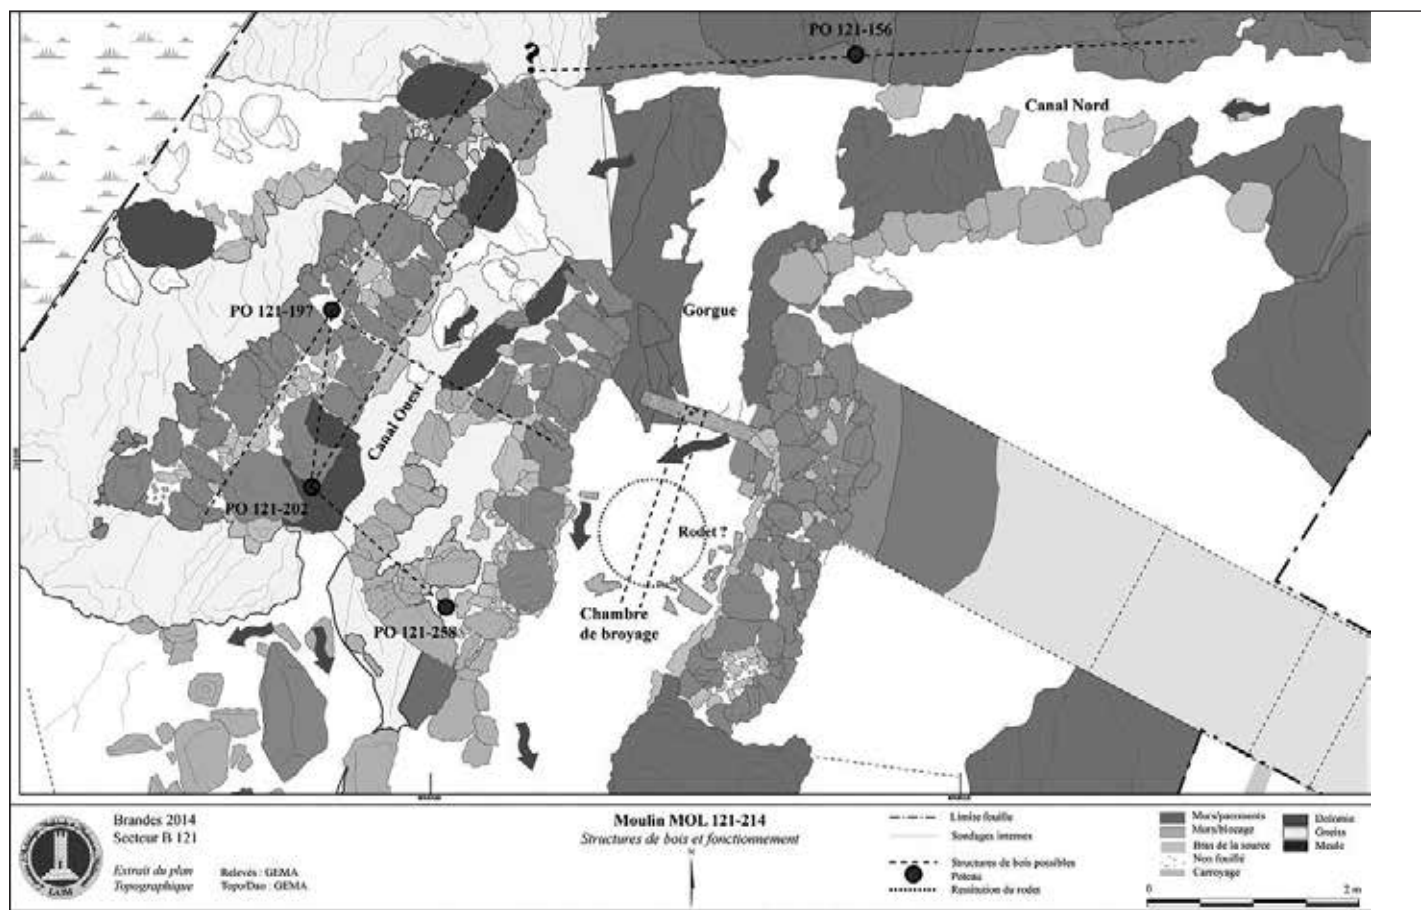 PO 121-156
?
Canal Nord
PO 121-197
Gorgue
Canal Ouest
PO 121-202
Rodet ?
PO 121-258
Chambre
de broyage
Brandes 2014
Secteur B 121
Extrait du plan
Topographique
Relevés : GEMA
Topo/Dao : GEMA
Moulin MOL 121-214
Structures de bois et fonctionnement
N
Limite fouille
Sondages internes
Structures de bois possibles
Poteau
Restitution du rodet
Murs/parements
Murs/blocage
Bras de la source
Non fouillé
Carroyage
Dolomie
Gneiss
Meule
0
2 m